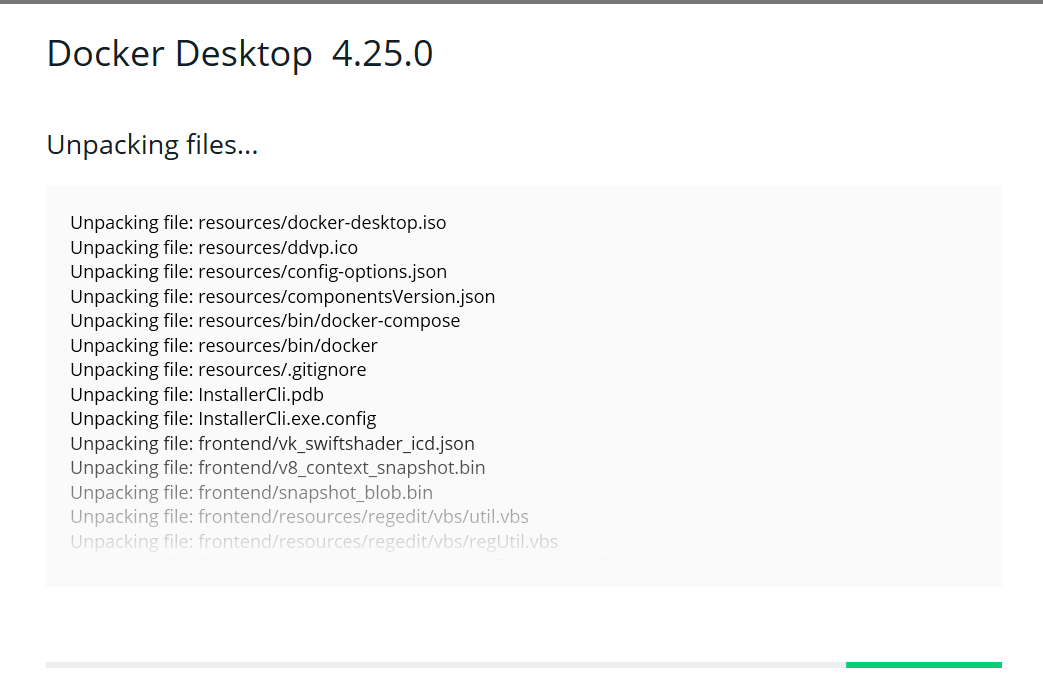 Docker Desktop 4.25.0
Unpacking files...
Unpacking file: resources/docker-desktop.iso
Unpacking file: resources/ddvp.ico
Unpacking file: resources/config-options.json
Unpacking file: resources/componentsVersion.json
Unpacking file: resources/bin/docker-compose
Unpacking file: resources/bin/docker
Unpacking file: resources/.gitignore
Unpacking file: InstallerCli.pdb
Unpacking file: InstallerCli.exe.config
Unpacking file: frontend/vk_swiftshader_icd.json
Unpacking file: frontend/v8_context_snapshot.bin
Unpacking file: frontend/snapshot_blob.bin
Unpacking file: frontend/resources/regedit/vbs/util.vbs
Unpacking file: frontend/resources/regedit/vbs/regUtil.vbs